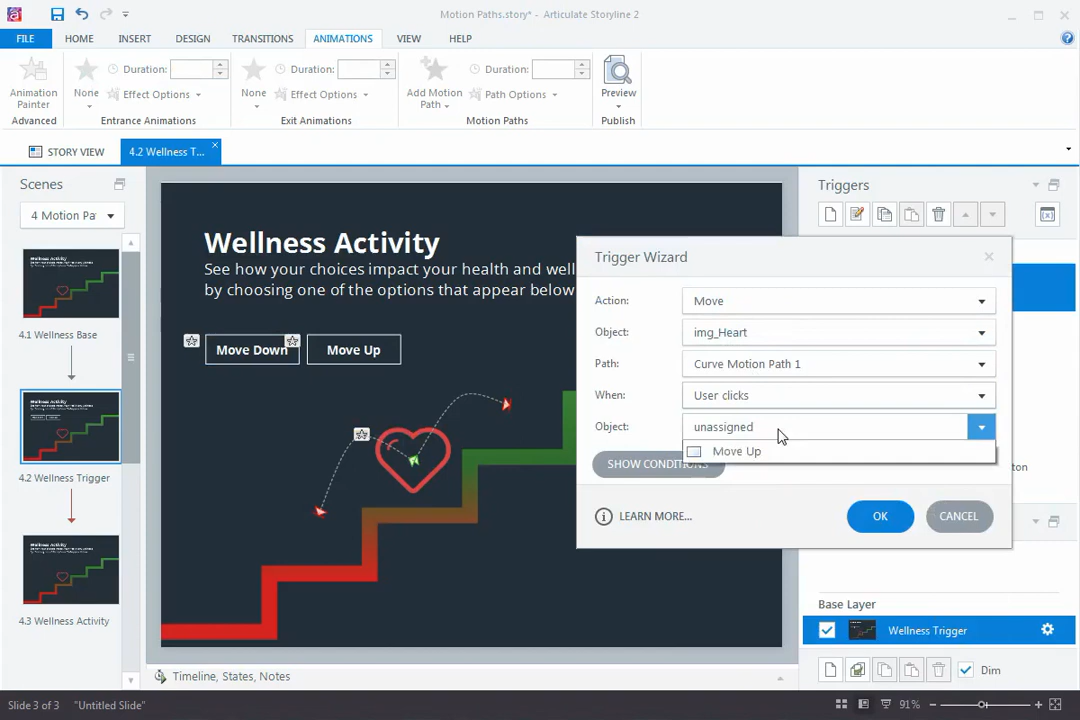 Motion Paths.story* - Articulate Storyline 2
FILE
HOME
INSERT
DESIGN
TRANSITIONS
ANIMATIONS
VIEW
HELP
Animation
Painter
None
Duration:
Effect Options
None
Duration:
Effect Options
Add Motion
Path
Duration:
Path Options
Preview
Advanced
Entrance Animations
Exit Animations
Motion Paths
Publish
STORY VIEW
4.2 Wellness T...
Scenes
4 Motion Pa
4.1 Wellness Base
4.2 Wellness Trigger
4.3 Wellness Activity
Wellness Activity
See how your choices impact your health and well
by choosing one of the options that appear below
Move Down
Move Up
Triggers
Trigger Wizard
Action:
Move
Object:
img_Heart
Path:
Curve Motion Path 1
When:
User clicks
Object:
unassigned
Move Up
SHOW CONDITIONS
LEARN MORE...
OK
CANCEL
Base Layer
Wellness Trigger
Dim
Timeline, States, Notes
Slide 3 of 3
"Untitled Slide"
91%